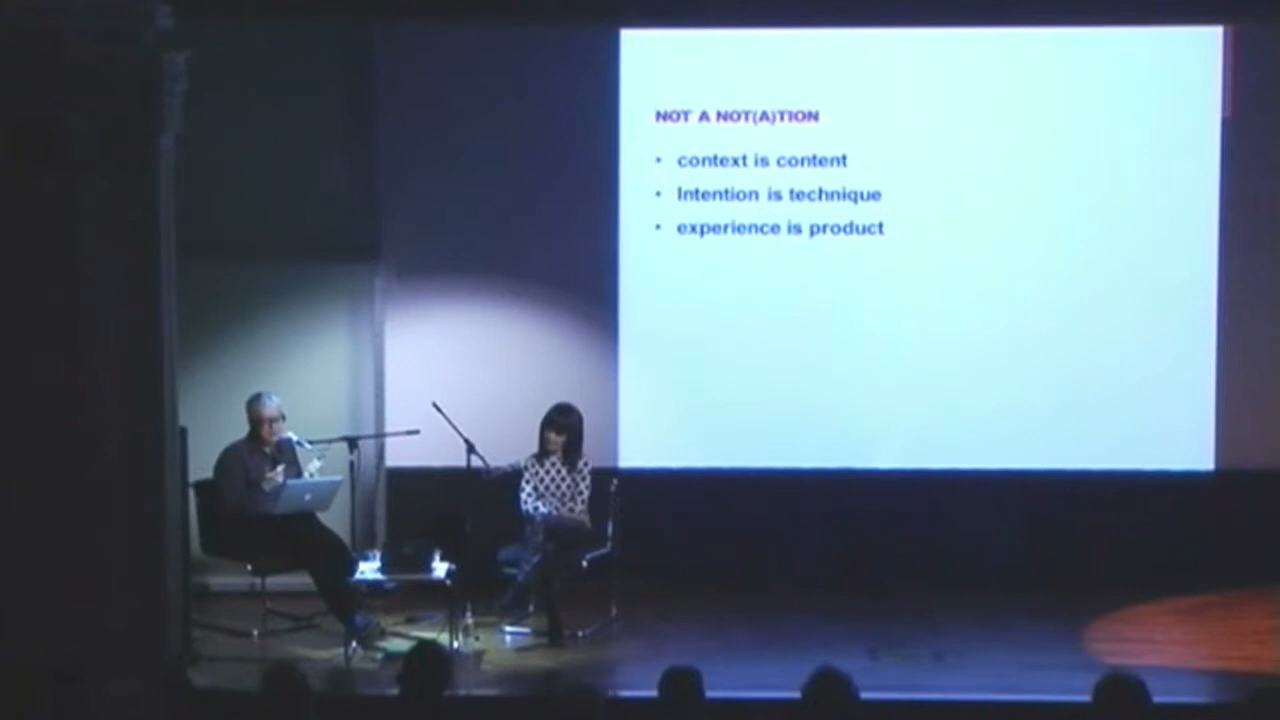 NOT A NOT(A)TION
• context is content
• Intention is technique
• experience is product